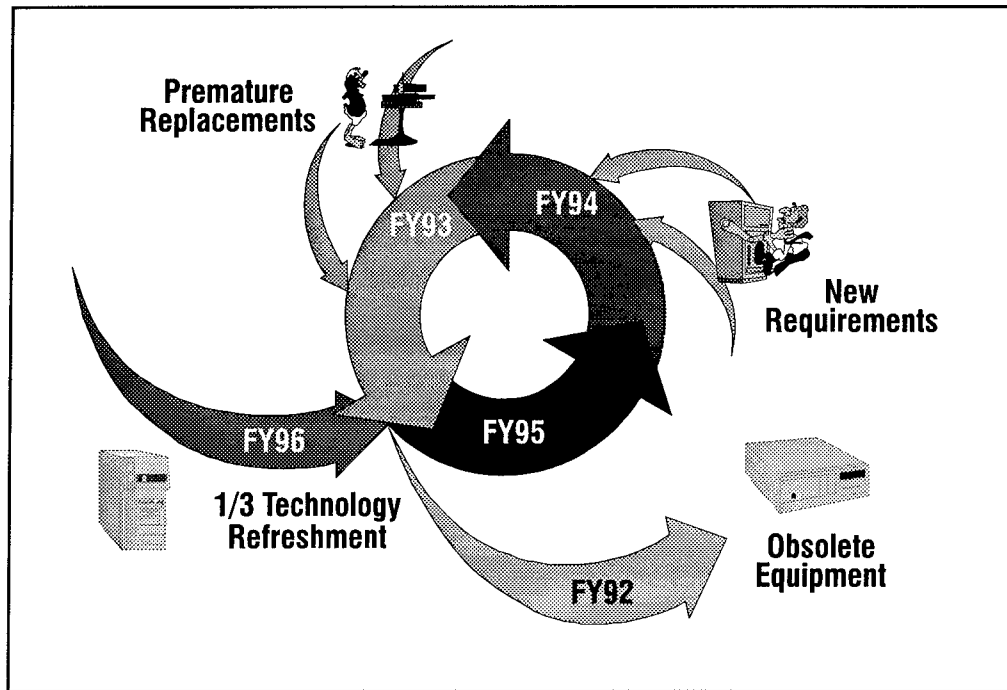 Premature
Replacements
FY93
FY94
New
Requirements
FY96
FY95
1/3 Technology
Refreshment
Obsolete
Equipment
FY92